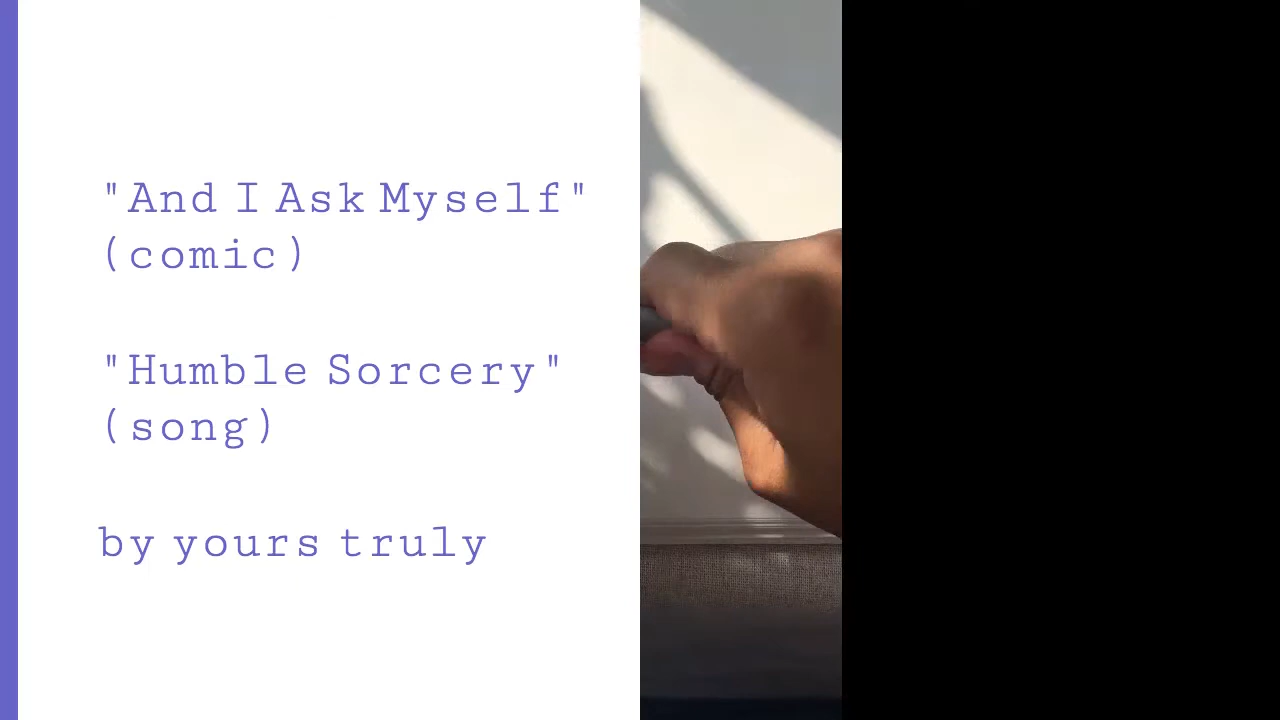 "And I Ask Myself"
(comic)
"Humble Sorcery"
(song)
by yours truly